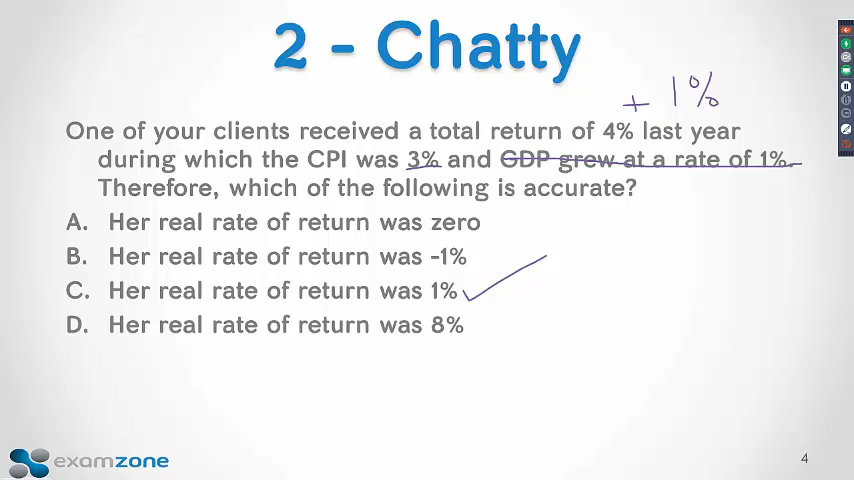 2 - Chatty
+ 1%
One of your clients received a total return of 4% last year
during which the CPI was 3% and GDP grew at a rate of 1%.
Therefore, which of the following is accurate?
A. Her real rate of return was zero
B. Her real rate of return was -1%
C. Her real rate of return was 1%
D. Her real rate of return was 8%
examzone
4